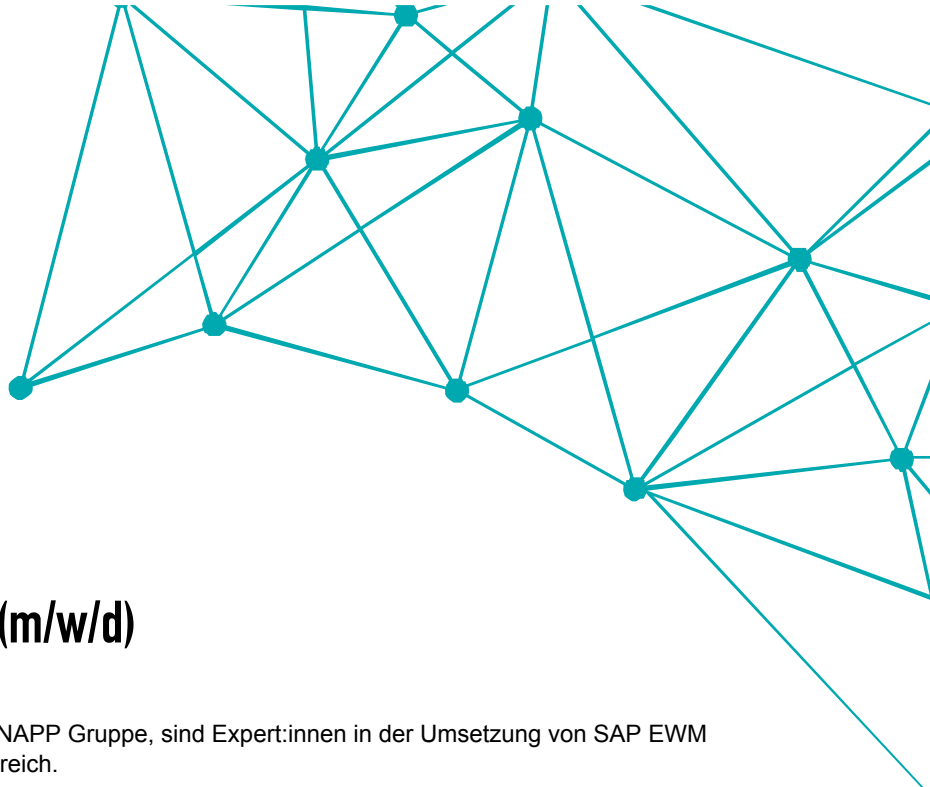 (m/w/d)
NAPP Gruppe, sind Expert:innen in der Umsetzung von SAP EWM
reich.